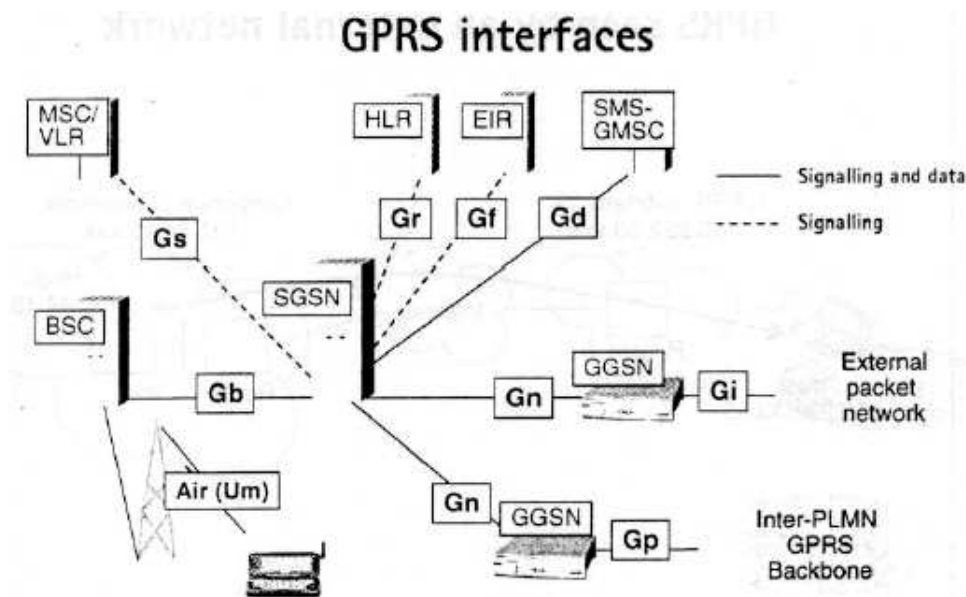 GPRS interfaces
MSC/
VLR
HLR
EIR
SMS-
GMSC
Signalling and data
Signalling
Gs
Gr
Gf
Gd
SGSN
BSC
Gb
Gn
GGSN
Gi
External
packet
network
Air (Um)
Gn
GGSN
Gp
Inter-PLMN
GPRS
Backbone